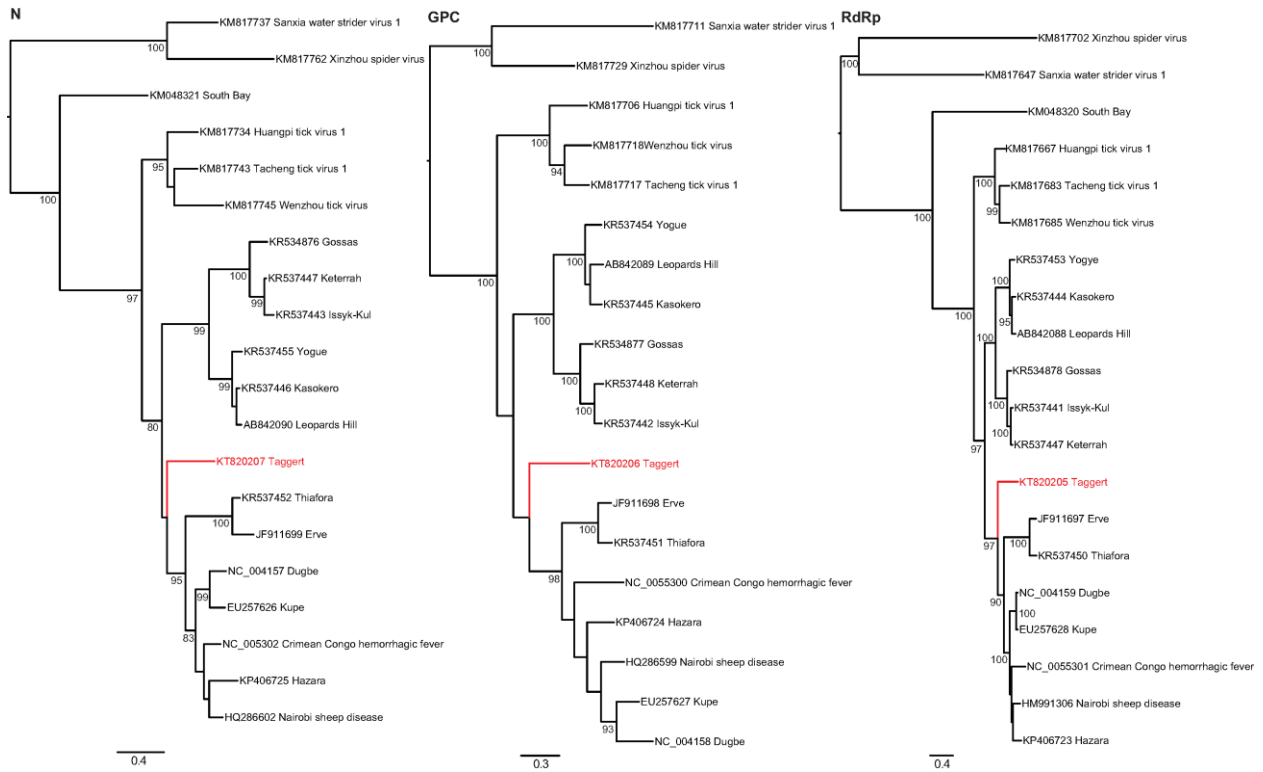 N
KM817737 Sanxia water strider virus 1
100
KM817762 Xinzhou spider virus
KM048321 South Bay
KM817734 Huangpi tick virus 1
95
KM817743 Tacheng tick virus 1
100
KM817745 Wenzhou tick virus
KR534876 Gossas
100
KR537447 Keterrah
97
99
KR537443 Issyk-Kul
99
KR537455 Yogue
99
KR537446 Kasokero
80
AB842090 Leopards Hill
KT820207 Taggert
KR537452 Thiafora
100
JF911699 Erve
95
NC_004157 Dugbe
99
EU257626 Kupe
83
NC_005302 Crimean Congo hemorrhagic fever
KP406725 Hazara
HQ286602 Nairobi sheep disease
0.4
GPC
KM817711 Sanxia water strider virus 1
100
KM817729 Xinzhou spider virus
KM817706 Huangpi tick virus 1
100
KM817718Wenzhou tick virus
94
KM817717 Tacheng tick virus 1
KR537454 Yogue
100
AB842089 Leopards Hill
100
KR537445 Kasokero
100
KR534877 Gossas
100
KR537448 Keterrah
100
KR537442 Issyk-Kul
KT820206 Taggert
JF911698 Erve
100
KR537451 Thiafora
98
NC_0055300 Crimean Congo hemorrhagic fever
KP406724 Hazara
HQ286599 Nairobi sheep disease
EU257627 Kupe
93
NC_004158 Dugbe
0.3
RdRp
KM817702 Xinzhou spider virus
100
KM817647 Sanxia water strider virus 1
KM048320 South Bay
KM817667 Huangpi tick virus 1
100
KM817683 Tacheng tick virus 1
99
100
KM817685 Wenzhou tick virus
KR537453 Yogye
100
KR537444 Kasokero
100
95
100
AB842088 Leopards Hill
KR534878 Gossas
100
KR537441 Issyk-Kul
100
97
KR537447 Keterrah
KT820205 Taggert
JF911697 Erve
100
97
KR537450 Thiafora
NC_004159 Dugbe
90
100
EU257628 Kupe
100
NC_0055301 Crimean Congo hemorrhagic fever
HM991306 Nairobi sheep disease
KP406723 Hazara
0.4